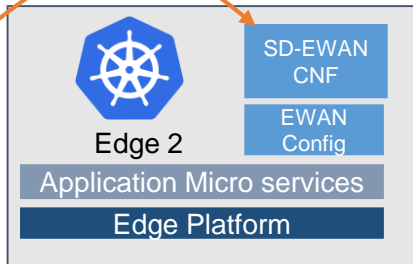 SD-EWAN
CNF
EWAN
Config
Edge 2
Application Micro services
Edge Platform